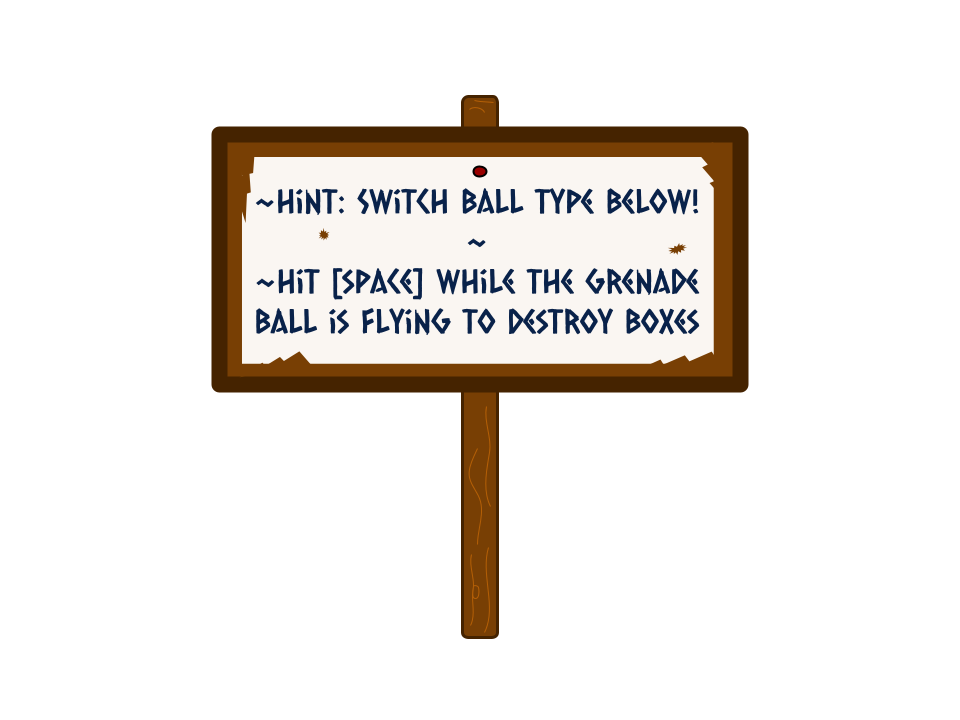 ~HiNT: SWiTCH BALL TYPE BELOW!
~
~HiT [SPACE] WHiLE THE GRENADE
BALL iS FLYiNG TO DESTROY BOXES